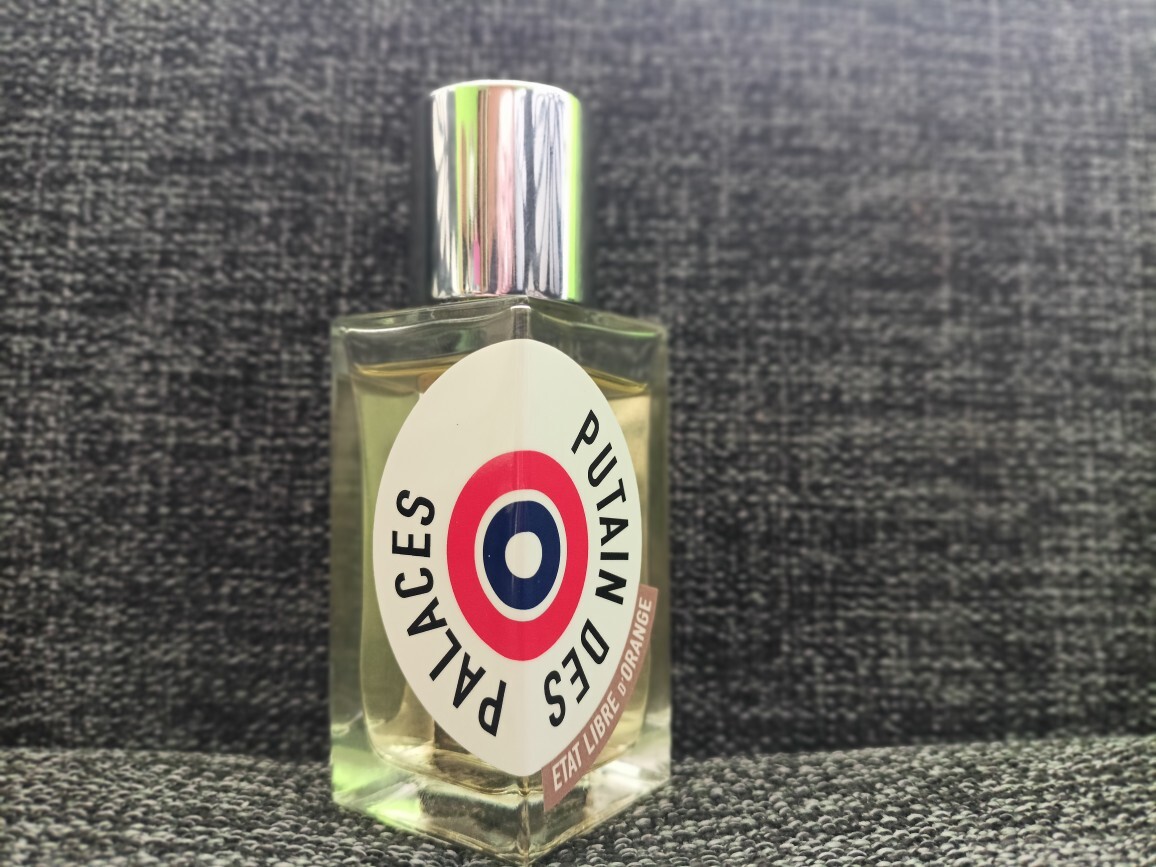 PUTAIN DES PALACES
ETAT LIBRE D'ORANGE